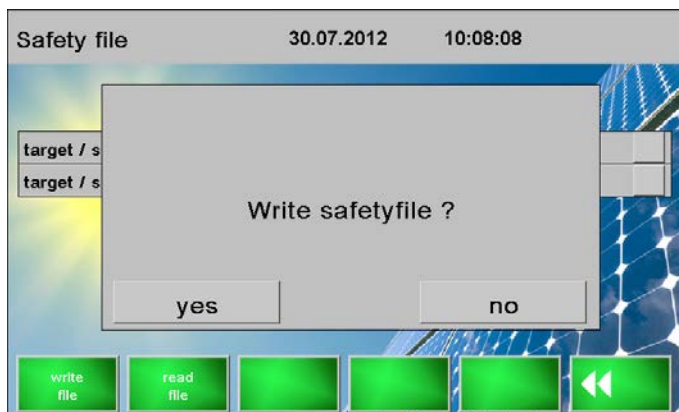 Safety file 30.07.2012 10:08:08
target / s
target / s
Write safetyfile ?
yes no
write read
file file